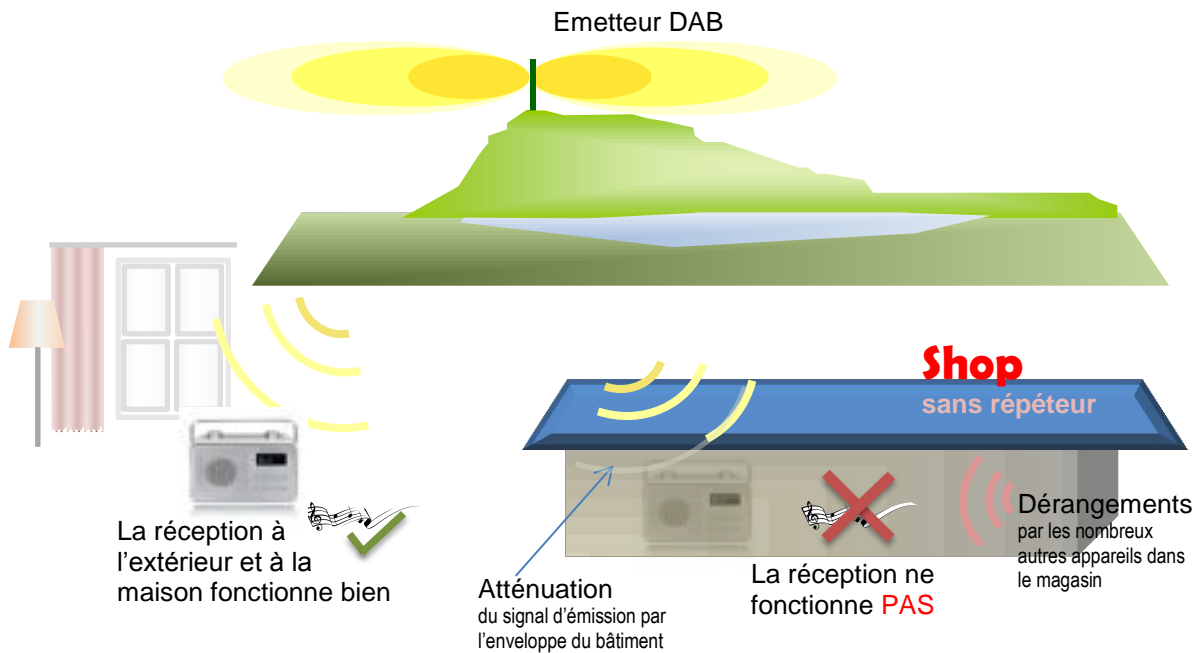 Emetteur DAB
Shop
sans répéteur
La réception à
l'extérieur et à la
maison fonctionne bien
Atténuation
du signal d'émission par
l'enveloppe du bâtiment
La réception ne
fonctionne PAS
Dérangements
par les nombreux
autres appareils dans
le magasin